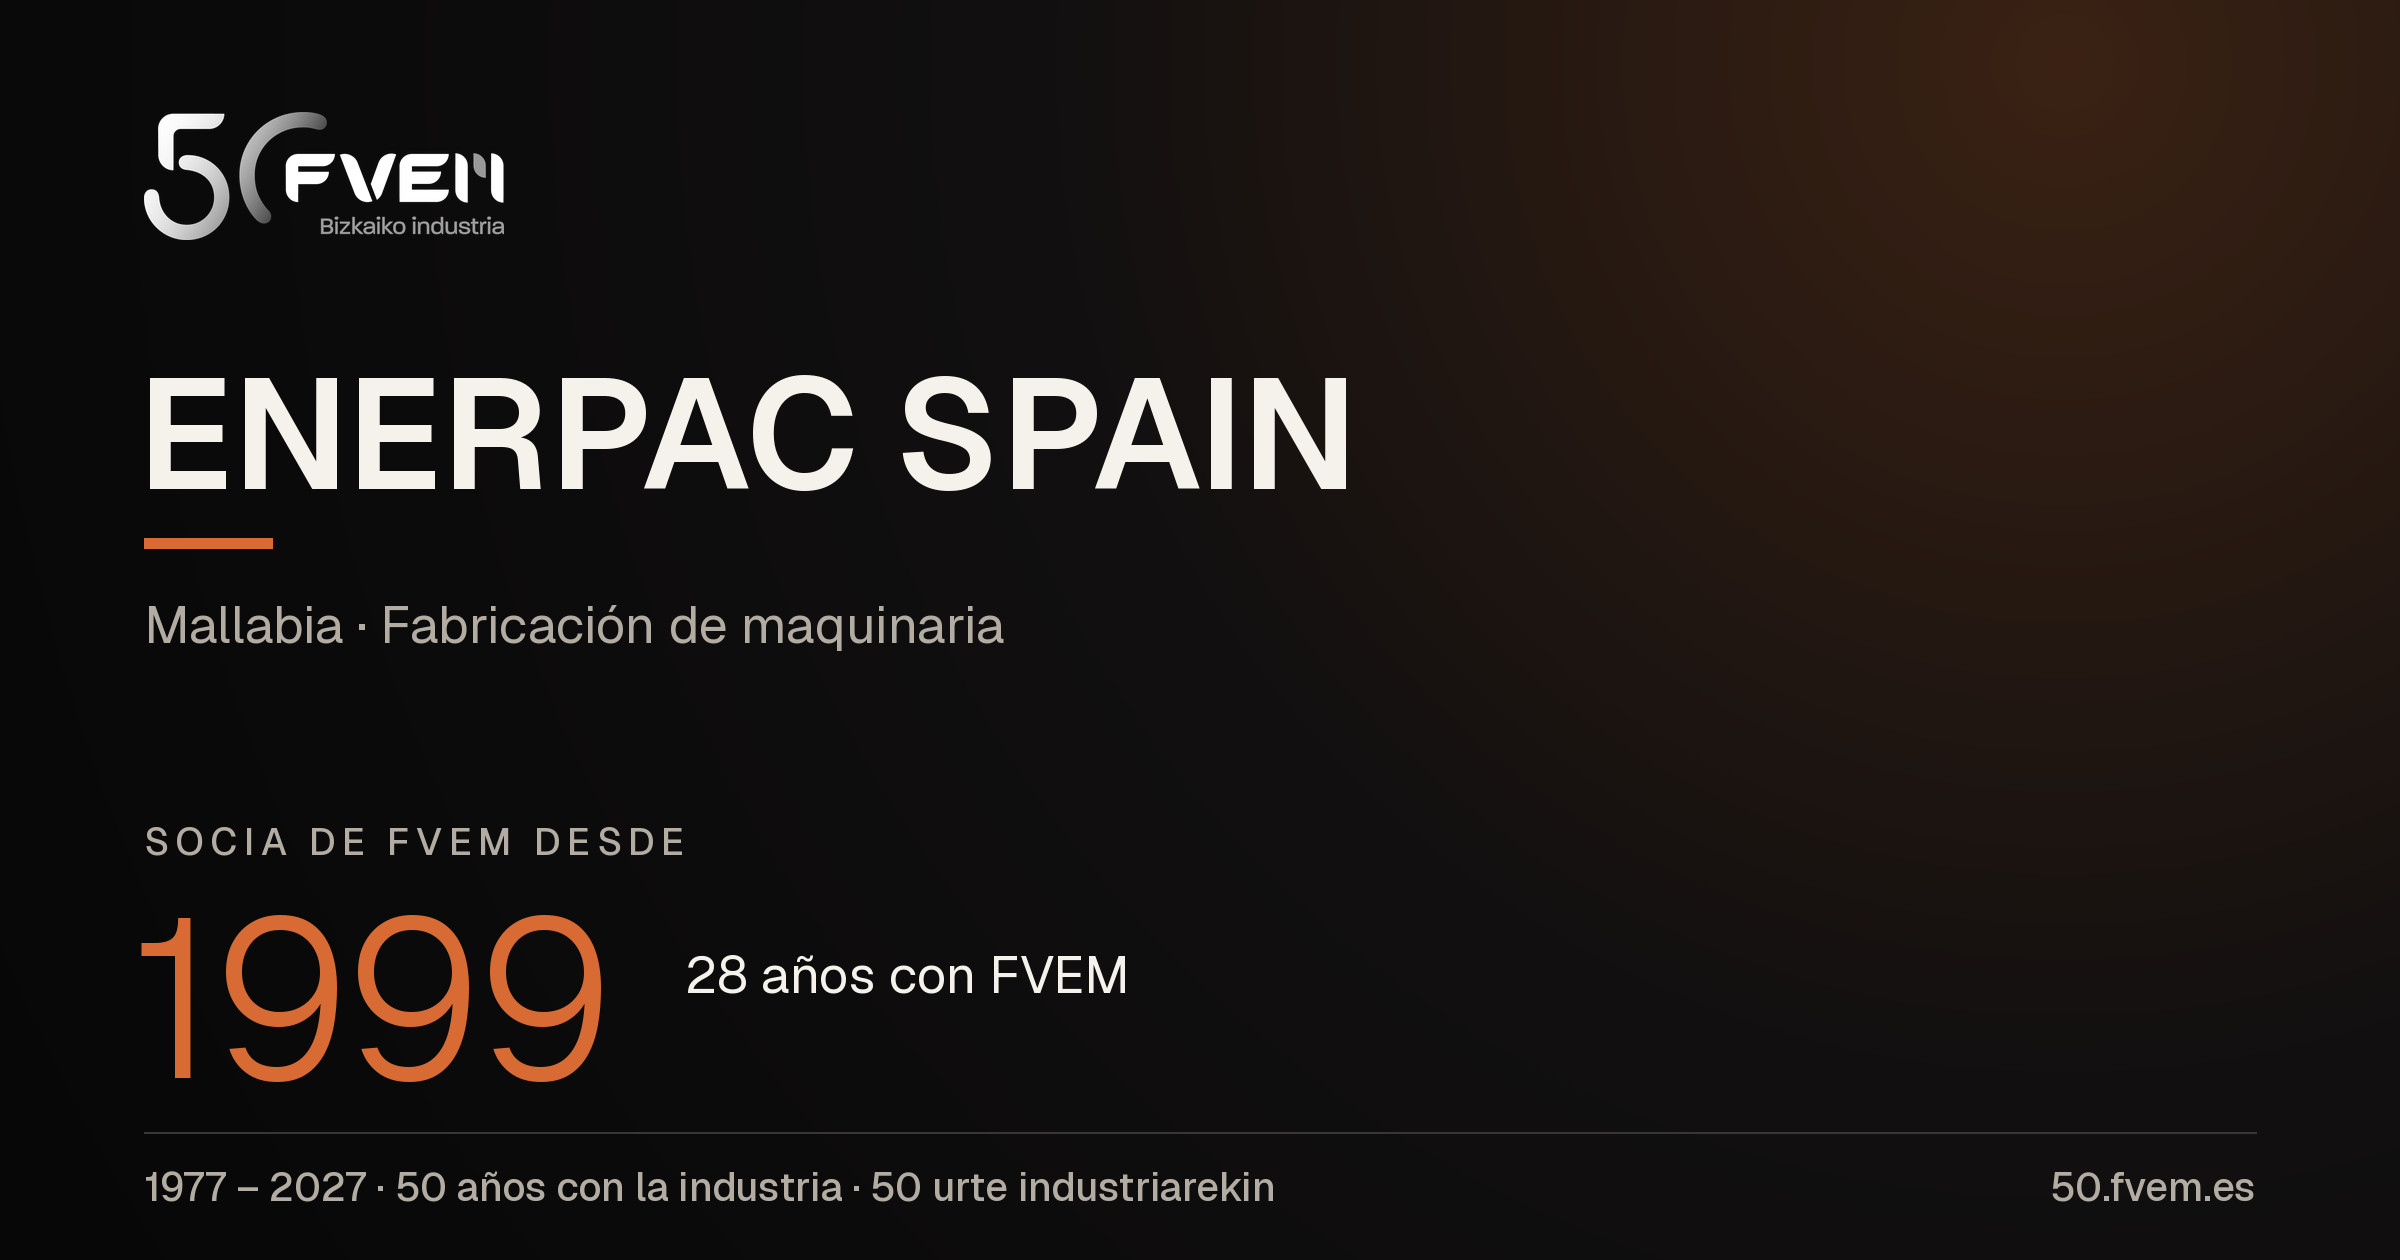 50 FVEM
Bizkaiko industria
ENERPAC SPAIN
Mallabia · Fabricación de maquinaria
SOCIA DE FVEM DESDE
1999
28 años con FVEM
1977 – 2027 · 50 años con la industria · 50 urte industriarekin
50.fvem.es